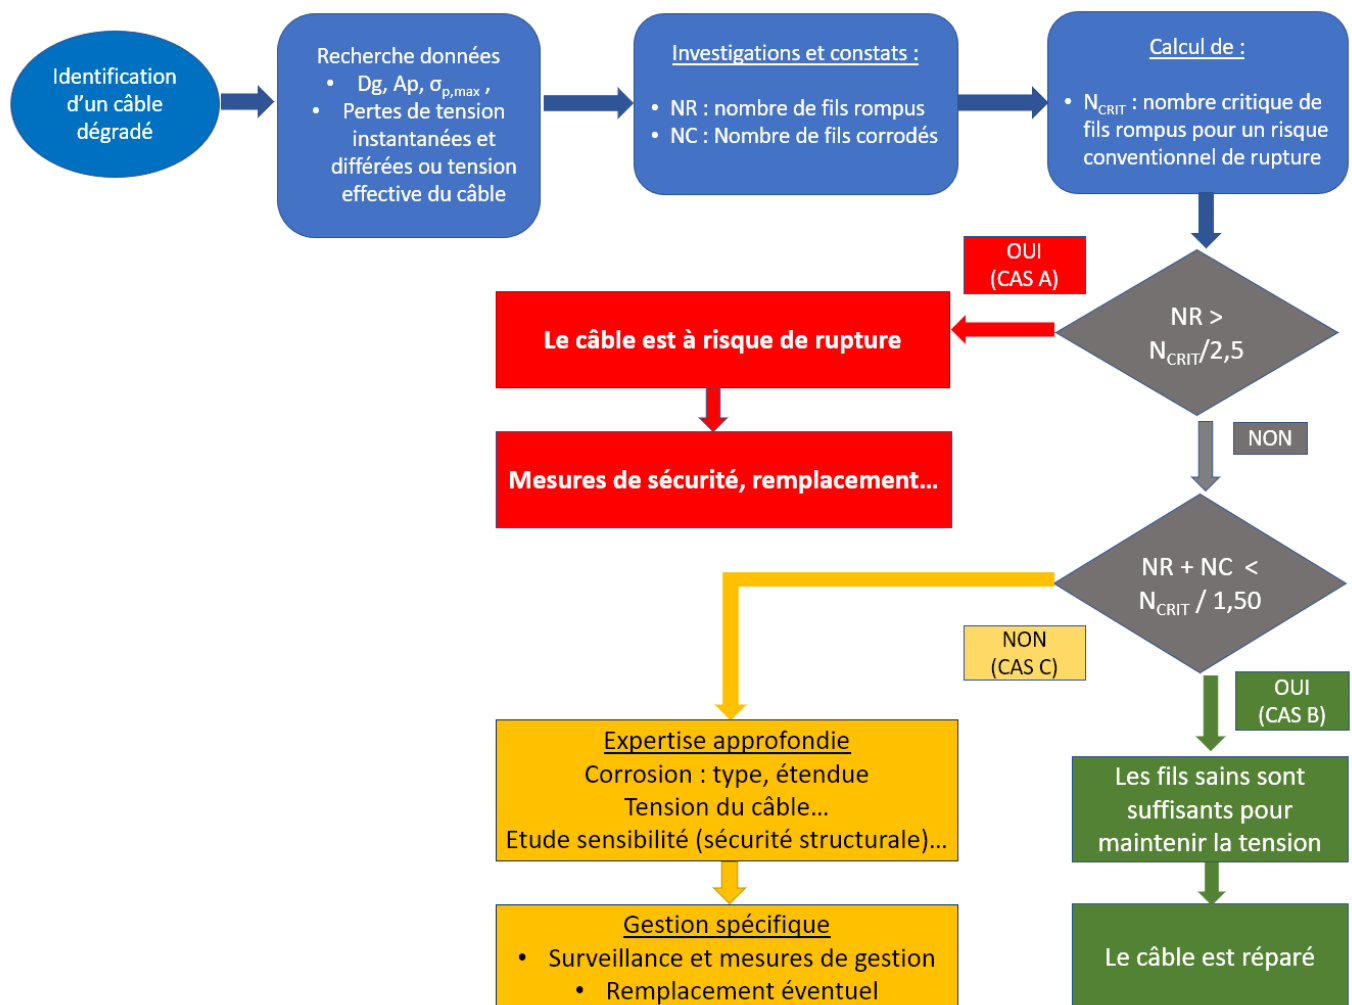 Identification
d'un câble
dégradé
Recherche données
• Dg, Ap, σp,max ,
• Pertes de tension
instantanées et
différées ou tension
effective du câble
Investigations et constats :
• NR : nombre de fils rompus
• NC : Nombre de fils corrodés
Calcul de :
• NCRIT : nombre critique de
fils rompus pour un risque
conventionnel de rupture
OUI
(CAS A)
NR >
NCRIT/2,5
Le câble est à risque de rupture
Mesures de sécurité, remplacement...
NON
NR + NC <
NCRIT / 1,50
NON
(CAS C)
OUI
(CAS B)
Expertise approfondie
Corrosion : type, étendue
Tension du câble...
Etude sensibilité (sécurité structurale)...
Les fils sains sont
suffisants pour
maintenir la tension
Gestion spécifique
• Surveillance et mesures de gestion
• Remplacement éventuel
Le câble est réparé